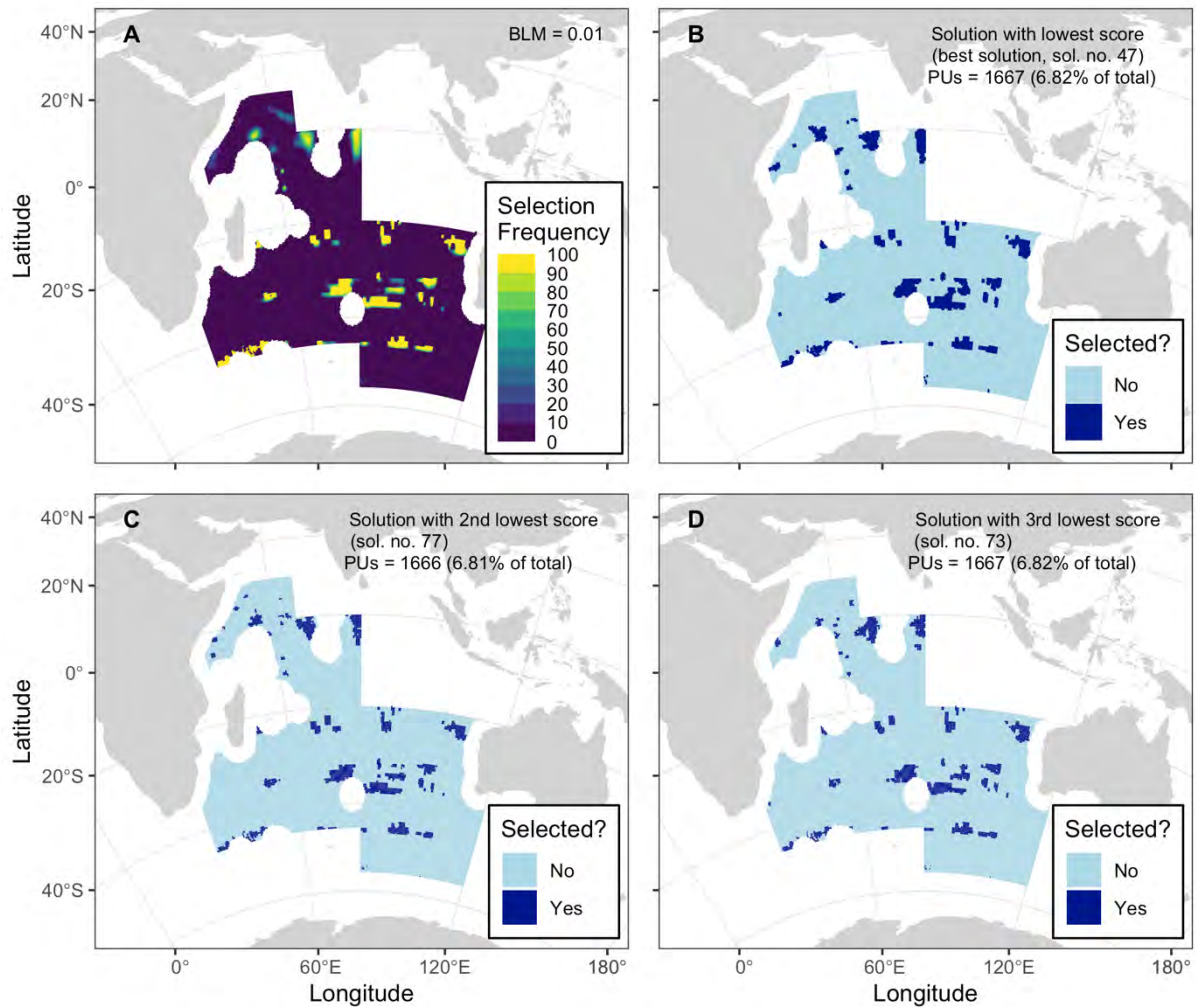 A
BLM = 0.01
40°N
20°N
0°
20°S
40°S
Latitude
Selection
Frequency
100
90
80
70
60
50
40
30
20
10
0
B
Solution with lowest score
(best solution, sol. no. 47)
PUs = 1667 (6.82% of total)
Selected?
No
Yes
C
Solution with 2nd lowest score
(sol. no. 77)
PUs = 1666 (6.81% of total)
40°N
20°N
0°
20°S
40°S
Latitude
Selected?
No
Yes
0°
60°E
120°E
180°
Longitude
D
Solution with 3rd lowest score
(sol. no. 73)
PUs = 1667 (6.82% of total)
Selected?
No
Yes
0°
60°E
120°E
180°
Longitude